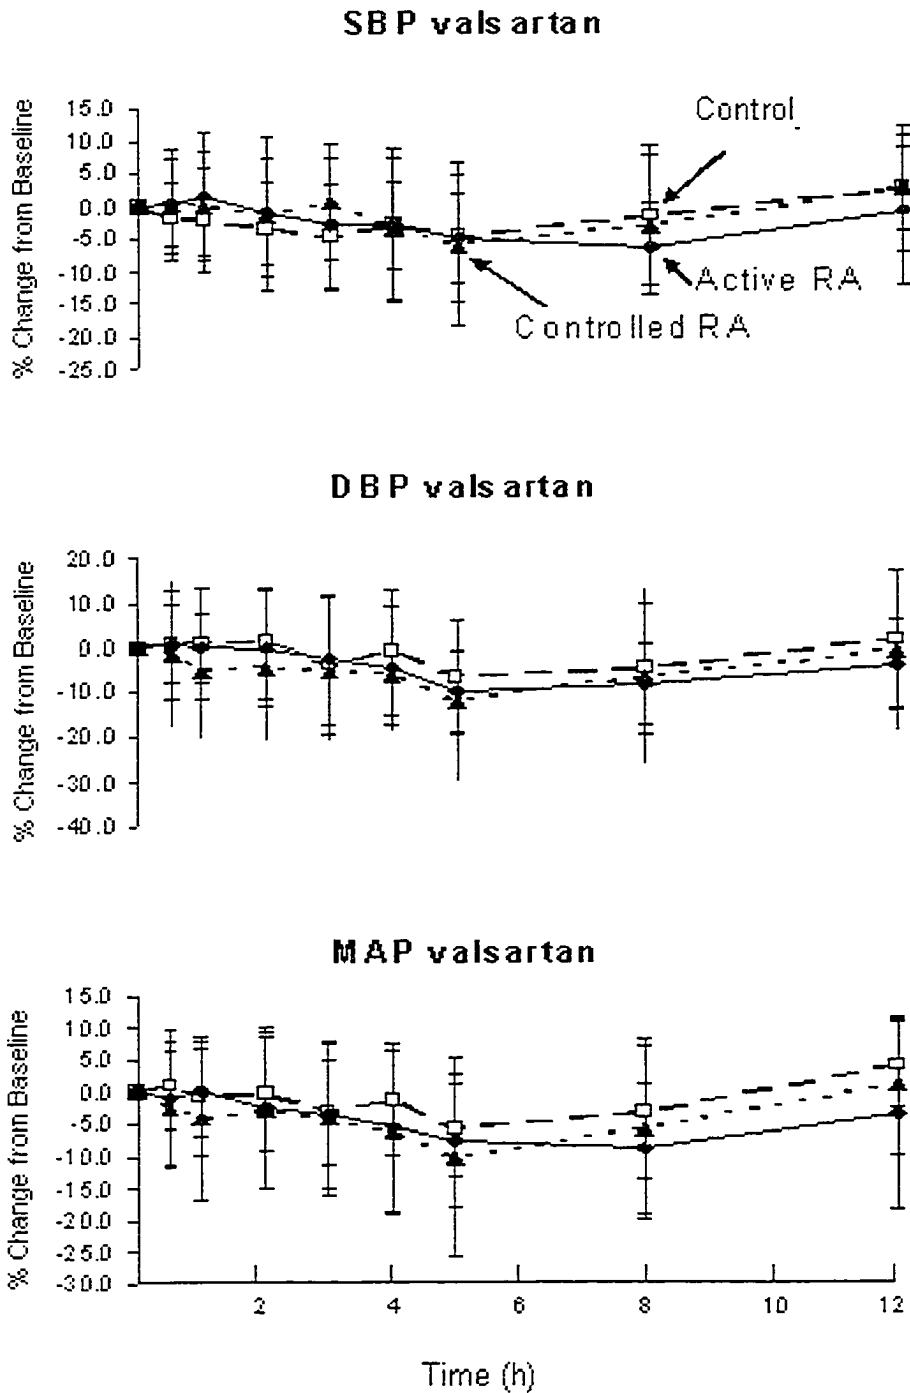 SBP valsartan
% Change from Baseline
15.0
10.0
5.0
0.0
-5.0
-10.0
-15.0
-20.0
-25.0
Control
Active RA
Controlled RA
DBP valsartan
% Change from Baseline
20.0
10.0
0.0
-10.0
-20.0
-30.0
-40.0
MAP valsartan
% Change from Baseline
15.0
10.0
5.0
0.0
-5.0
-10.0
-15.0
-20.0
-25.0
-30.0
2 4 6 8 10 12
Time (h)